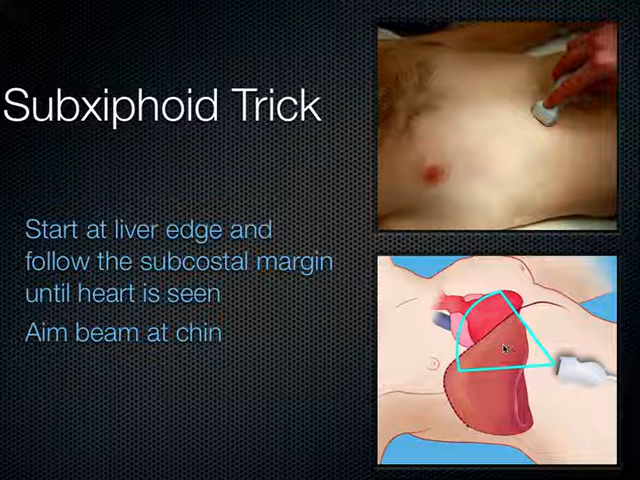 Subxiphoid Trick
Start at liver edge and
follow the subcostal margin
until heart is seen
Aim beam at chin